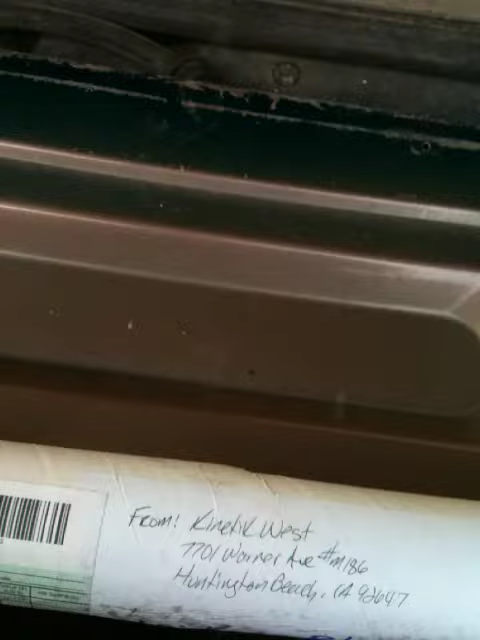 From: Kinetik West
7701 Warner Ave #M186
Huntington Beach, CA 92647